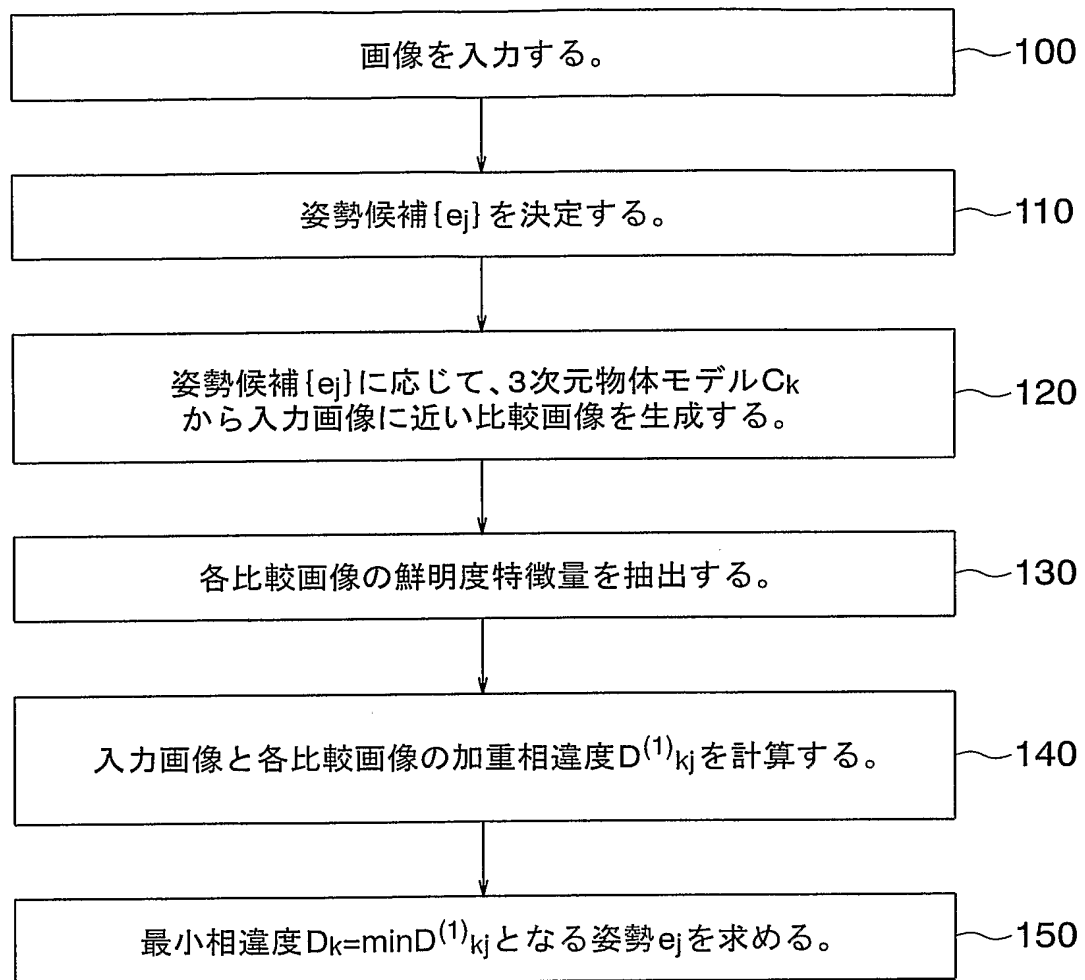 画像を入力する。
100
姿勢候補{ej}を決定する。
110
姿勢候補{ej}に応じて、3次元物体モデルCk
から入力画像に近い比較画像を生成する。
120
各比較画像の鮮明度特徴量を抽出する。
130
入力画像と各比較画像の加重相違度D(1)kjを計算する。
140
最小相違度Dk=minD(1)kjとなる姿勢ejを求める。
150